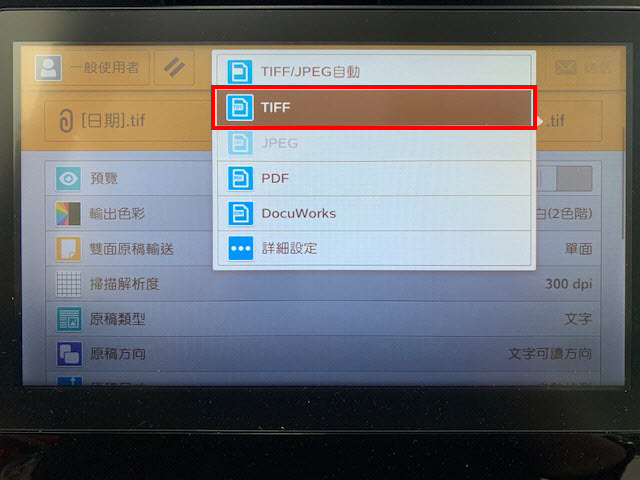 一般使用者
TIFF/JPEG自動
[日期].tif
TIFF
.tif
JPEG
預覽
PDF
輸出色彩
DocuWorks
白(2色階)
雙面原稿輸送
詳細設定
單面
掃描解析度
300 dpi
原稿類型
文字
原稿方向
文字可讀方向